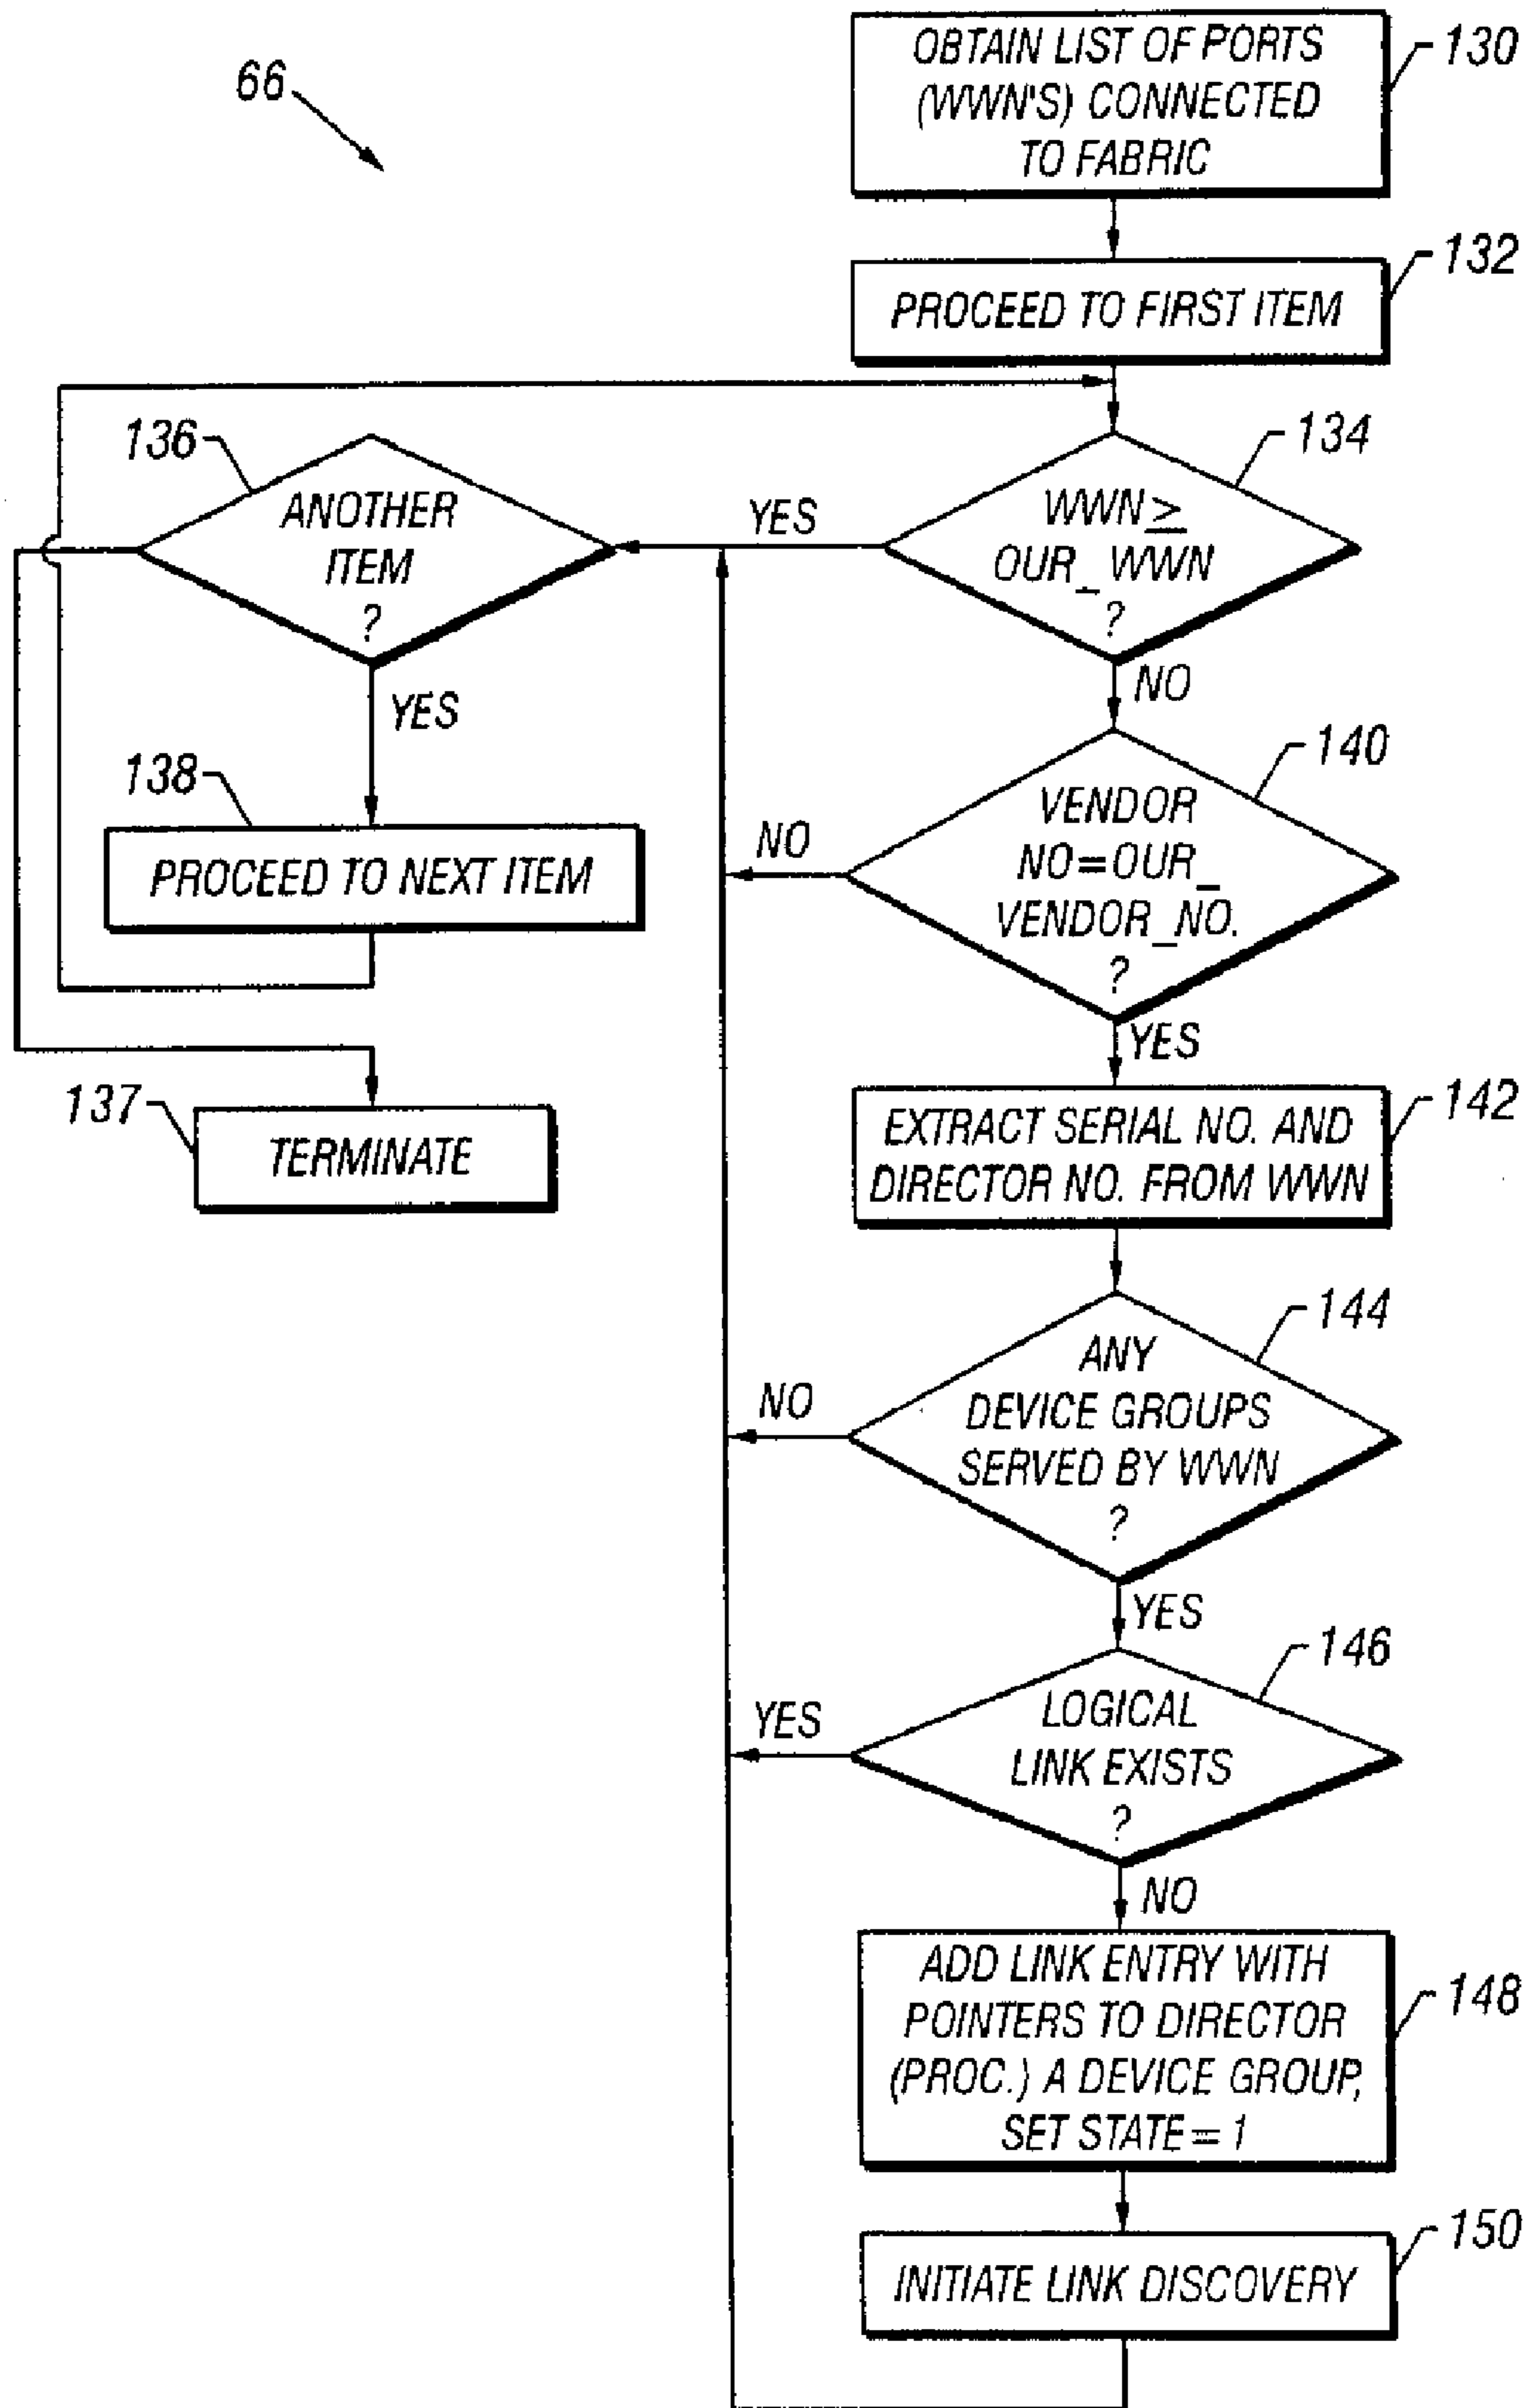 66
OBTAIN LIST OF PORTS
(WWN'S) CONNECTED
TO FABRIC
130
PROCEED TO FIRST ITEM
132
WWN ≥
OUR_WWN
?
134
YES
NO
ANOTHER
ITEM
?
136
YES
PROCEED TO NEXT ITEM
138
TERMINATE
137
VENDOR
NO=OUR_
VENDOR_NO.
?
140
NO
YES
EXTRACT SERIAL NO. AND
DIRECTOR NO. FROM WWN
142
ANY
DEVICE GROUPS
SERVED BY WWN
?
144
NO
YES
LOGICAL
LINK EXISTS
?
146
YES
NO
ADD LINK ENTRY WITH
POINTERS TO DIRECTOR
(PROC.) A DEVICE GROUP,
SET STATE = 1
148
INITIATE LINK DISCOVERY
150